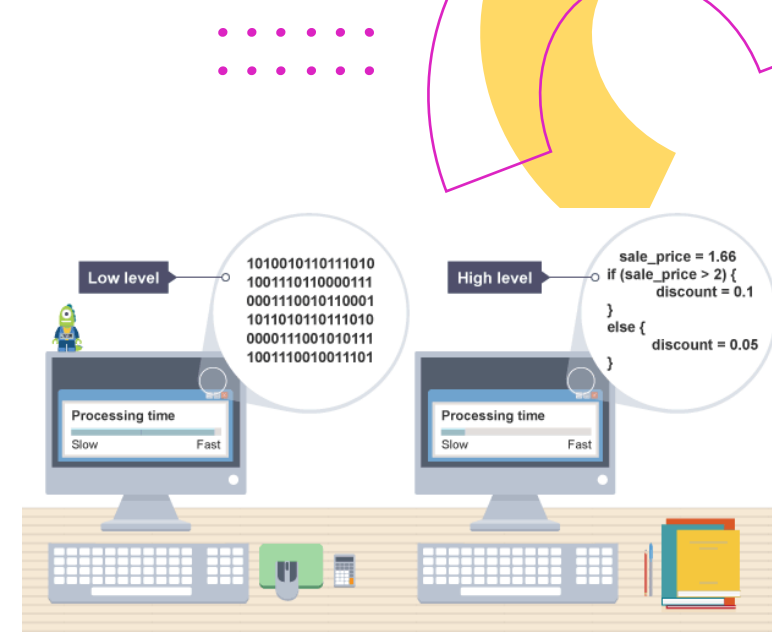 Low level
1010010110111010
1001110110000111
0001110010110001
1011010110111010
0000111001010111
1001110010011101
Processing time
Slow Fast
High level
sale_price = 1.66
if (sale_price > 2) {
discount = 0.1
}
else {
discount = 0.05
}
Processing time
Slow Fast